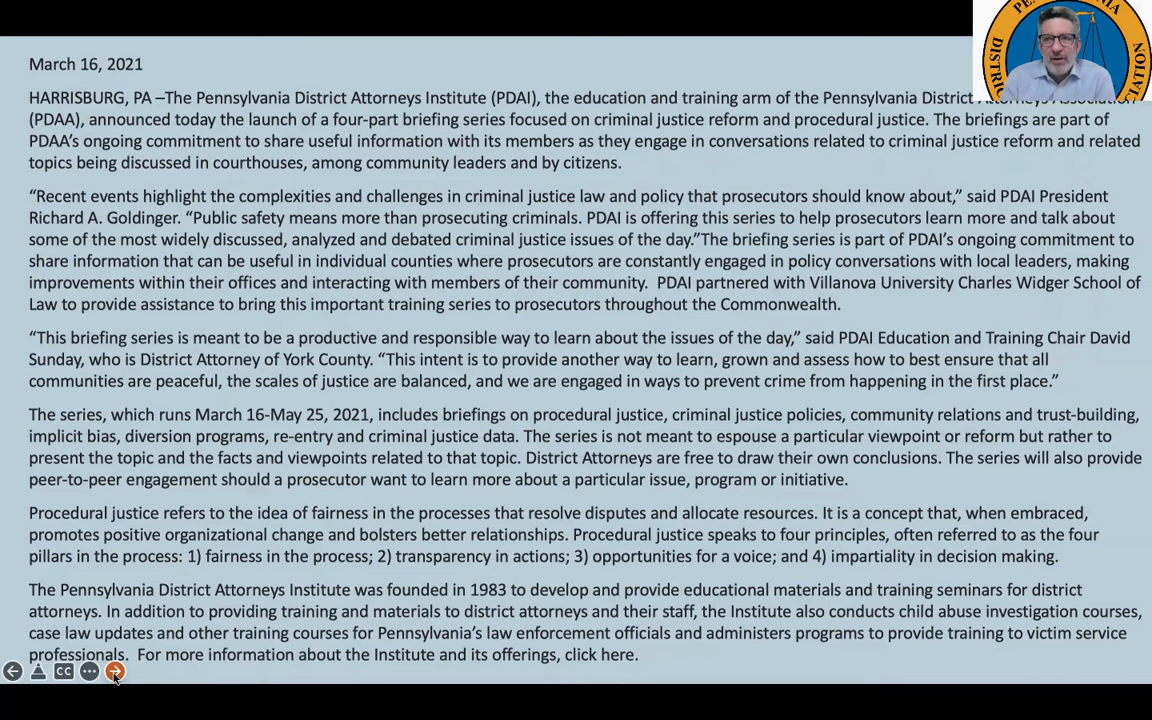 March 16, 2021
HARRISBURG, PA –The Pennsylvania District Attorneys Institute (PDAI), the education and training arm of the Pennsylvania District Attorneys Association
(PDAA), announced today the launch of a four-part briefing series focused on criminal justice reform and procedural justice. The briefings are part of
PDAA’s ongoing commitment to share useful information with its members as they engage in conversations related to criminal justice reform and related
topics being discussed in courthouses, among community leaders and by citizens.
“Recent events highlight the complexities and challenges in criminal justice law and policy that prosecutors should know about,” said PDAI President
Richard A. Goldinger. “Public safety means more than prosecuting criminals. PDAI is offering this series to help prosecutors learn more and talk about
some of the most widely discussed, analyzed and debated criminal justice issues of the day.”The briefing series is part of PDAI’s ongoing commitment to
share information that can be useful in individual counties where prosecutors are constantly engaged in policy conversations with local leaders, making
improvements within their offices and interacting with members of their community.  PDAI partnered with Villanova University Charles Widger School of
Law to provide assistance to bring this important training series to prosecutors throughout the Commonwealth.
“This briefing series is meant to be a productive and responsible way to learn about the issues of the day,” said PDAI Education and Training Chair David
Sunday, who is District Attorney of York County. “This intent is to provide another way to learn, grown and assess how to best ensure that all
communities are peaceful, the scales of justice are balanced, and we are engaged in ways to prevent crime from happening in the first place.”
The series, which runs March 16-May 25, 2021, includes briefings on procedural justice, criminal justice policies, community relations and trust-building,
implicit bias, diversion programs, re-entry and criminal justice data. The series is not meant to espouse a particular viewpoint or reform but rather to
present the topic and the facts and viewpoints related to that topic. District Attorneys are free to draw their own conclusions. The series will also provide
peer-to-peer engagement should a prosecutor want to learn more about a particular issue, program or initiative.
Procedural justice refers to the idea of fairness in the processes that resolve disputes and allocate resources. It is a concept that, when embraced,
promotes positive organizational change and bolsters better relationships. Procedural justice speaks to four principles, often referred to as the four
pillars in the process: 1) fairness in the process; 2) transparency in actions; 3) opportunities for a voice; and 4) impartiality in decision making.
The Pennsylvania District Attorneys Institute was founded in 1983 to develop and provide educational materials and training seminars for district
attorneys. In addition to providing training and materials to district attorneys and their staff, the Institute also conducts child abuse investigation courses,
case law updates and other training courses for Pennsylvania’s law enforcement officials and administers programs to provide training to victim service
professionals.  For more information about the Institute and its offerings, click here.
CC